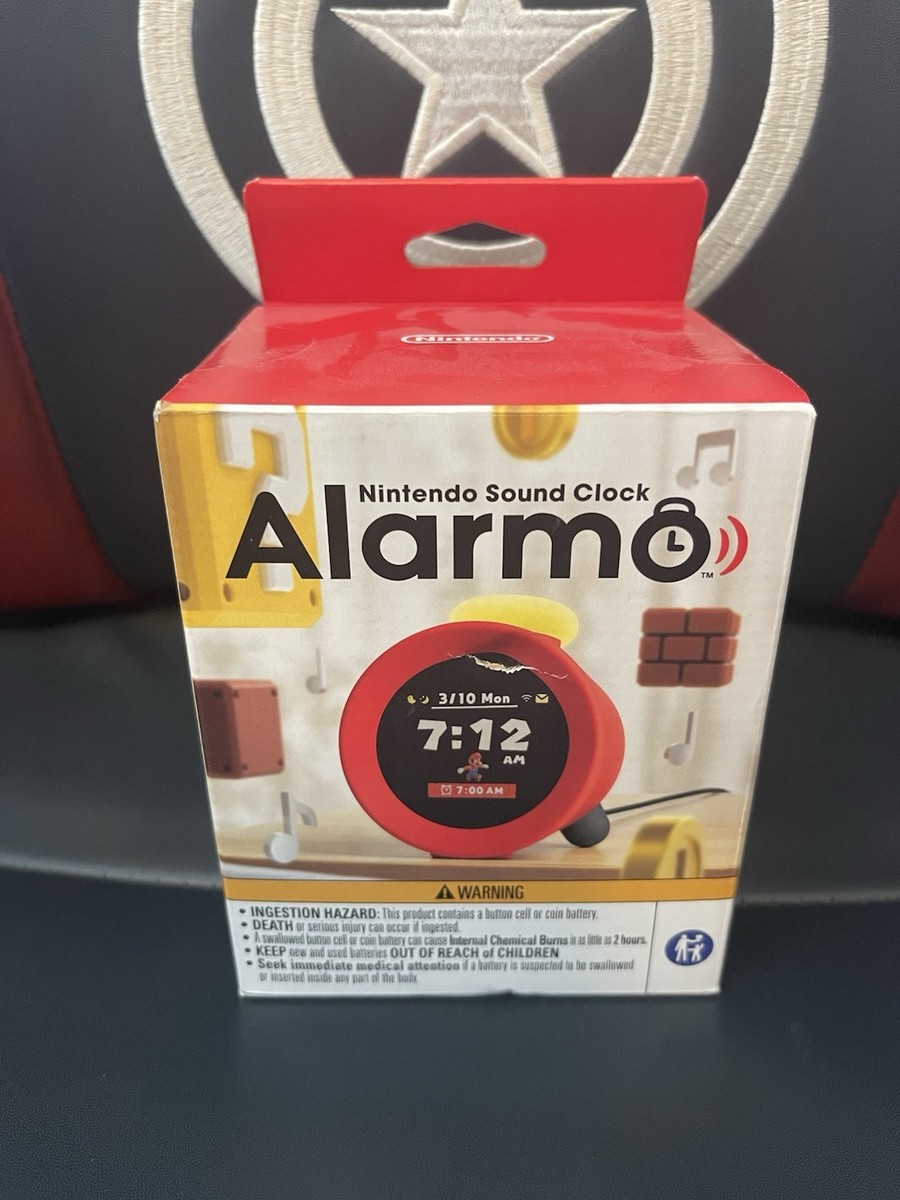 Nintendo
Nintendo Sound Clock
Alarmo™
3/10 Mon
7:12
AM
7:00 AM
WARNING
• INGESTION HAZARD: This product contains a button cell or coin battery.
• DEATH or serious injury can occur if ingested.
• A swallowed button cell or coin battery can cause Internal Chemical Burns in as little as 2 hours.
• KEEP new and used batteries OUT OF REACH of CHILDREN
• Seek immediate medical attention if a battery is suspected to be swallowed
or inserted inside any part of the body.